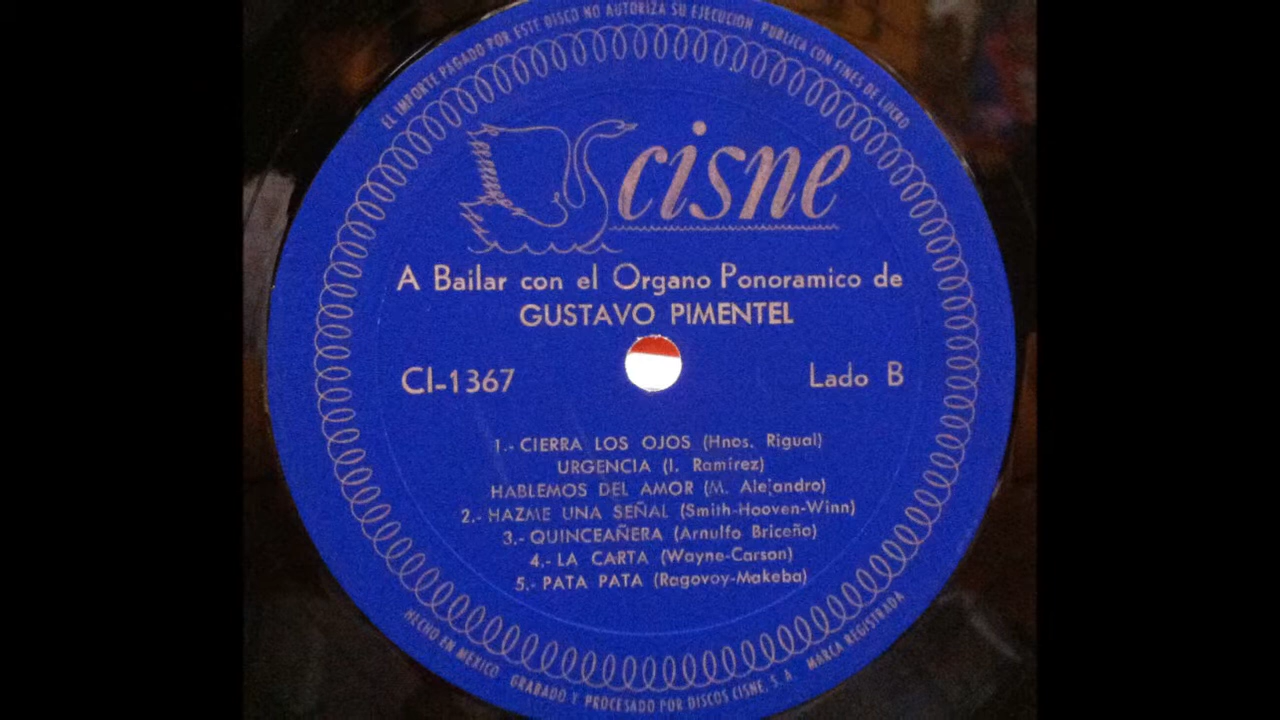 EL IMPORTE PAGADO POR ESTE DISCO NO AUTORIZA SU EJECUCION PUBLICA CON FINES DE LUCRO
cisne
A Bailar con el Organo Ponoramico de
GUSTAVO PIMENTEL
CI-1367
Lado B
1.- CIERRA LOS OJOS (Hnos. Rigual)
URGENCIA (I. Ramírez)
HABLEMOS DEL AMOR (M. Alejandro)
2.- HAZME UNA SEÑAL (Smith-Hooven-Winn)
3.- QUINCEAÑERA (Arnulfo Briceño)
4.- LA CARTA (Wayne-Carson)
5.- PATA PATA (Ragovoy-Makeba)
HECHO EN MEXICO GRABADO Y PROCESADO POR DISCOS CISNE, S. A. MARCA REGISTRADA